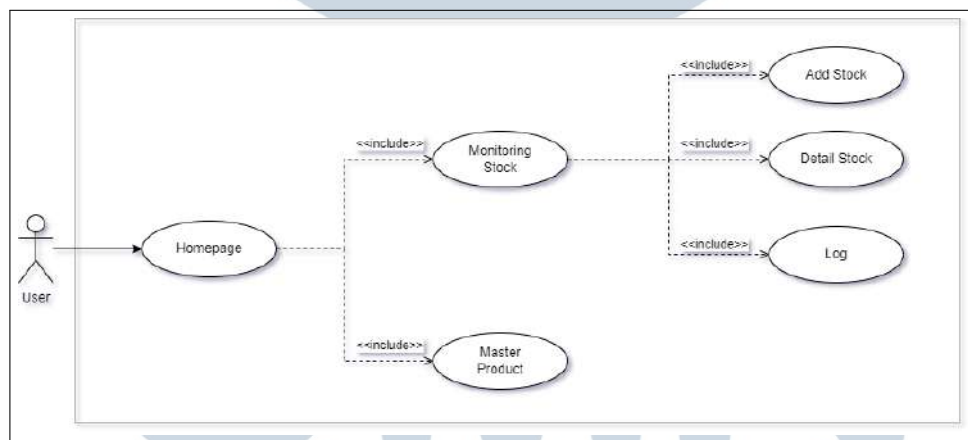 <<include>>
Add Stock
<<include>>
Monitoring
Stock
<<include>>
Detail Stock
Homepage
<<include>>
Log
User
<<include>>
Master
Product